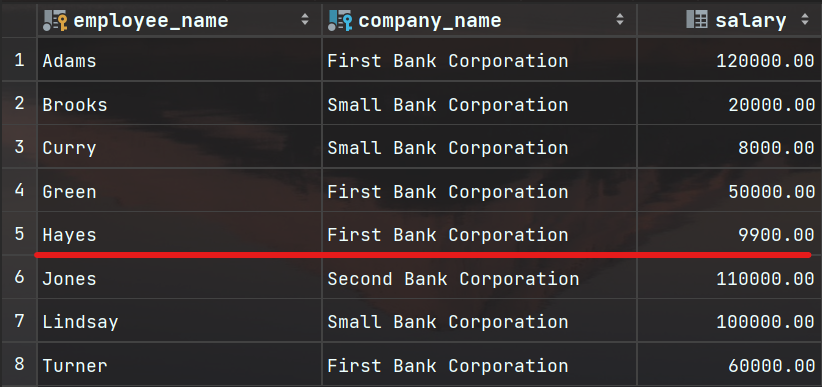 employee_name company_name salary
1 Adams First Bank Corporation 120000.00
2 Brooks Small Bank Corporation 20000.00
3 Curry Small Bank Corporation 8000.00
4 Green First Bank Corporation 50000.00
5 Hayes First Bank Corporation 9900.00
6 Jones Second Bank Corporation 110000.00
7 Lindsay Small Bank Corporation 100000.00
8 Turner First Bank Corporation 60000.00